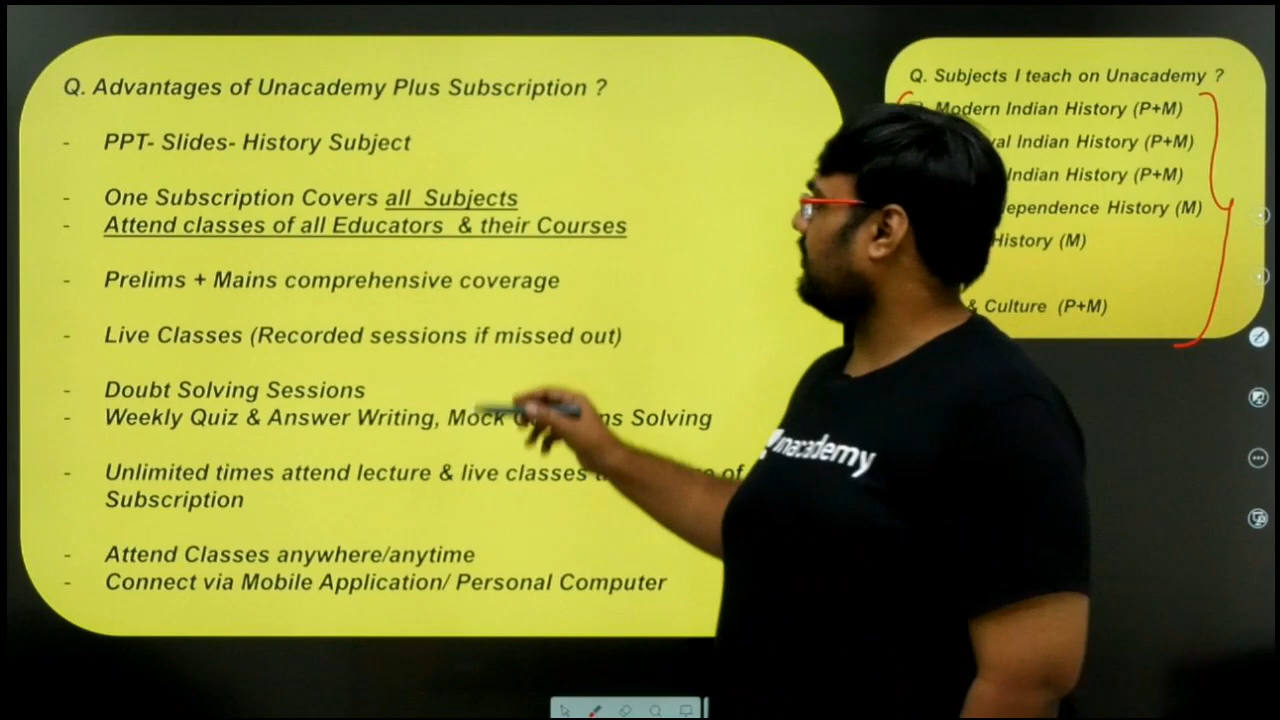 Q. Advantages of Unacademy Plus Subscription ?
- PPT- Slides- History Subject
- One Subscription Covers all Subjects
- Attend classes of all Educators & their Courses
- Prelims + Mains comprehensive coverage
- Live Classes (Recorded sessions if missed out)
- Doubt Solving Sessions
- Weekly Quiz & Answer Writing, Mock Solving
- Unlimited times attend lecture & live classes of
Subscription
- Attend Classes anywhere/anytime
- Connect via Mobile Application/ Personal Computer
Q. Subjects I teach on Unacademy ?
Modern Indian History (P+M)
Indian History (P+M)
Indian History (P+M)
History (M)
History (M)
& Culture (P+M)
unacademy